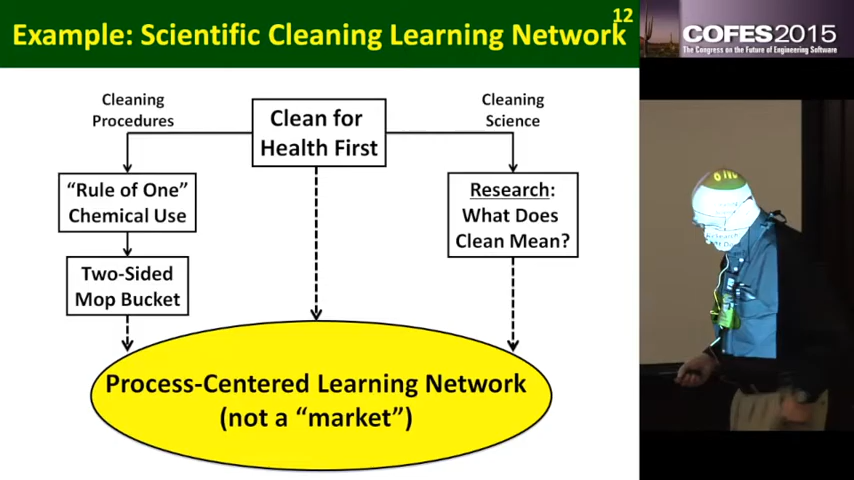 12
Example: Scientific Cleaning Learning Network
COFES2015
The Congress on the Future of Engineering Software
Cleaning
Procedures
Clean for
Health First
Cleaning
Science
"Rule of One"
Chemical Use
Research:
What Does
Clean Mean?
Two-Sided
Mop Bucket
Process-Centered Learning Network
(not a "market")